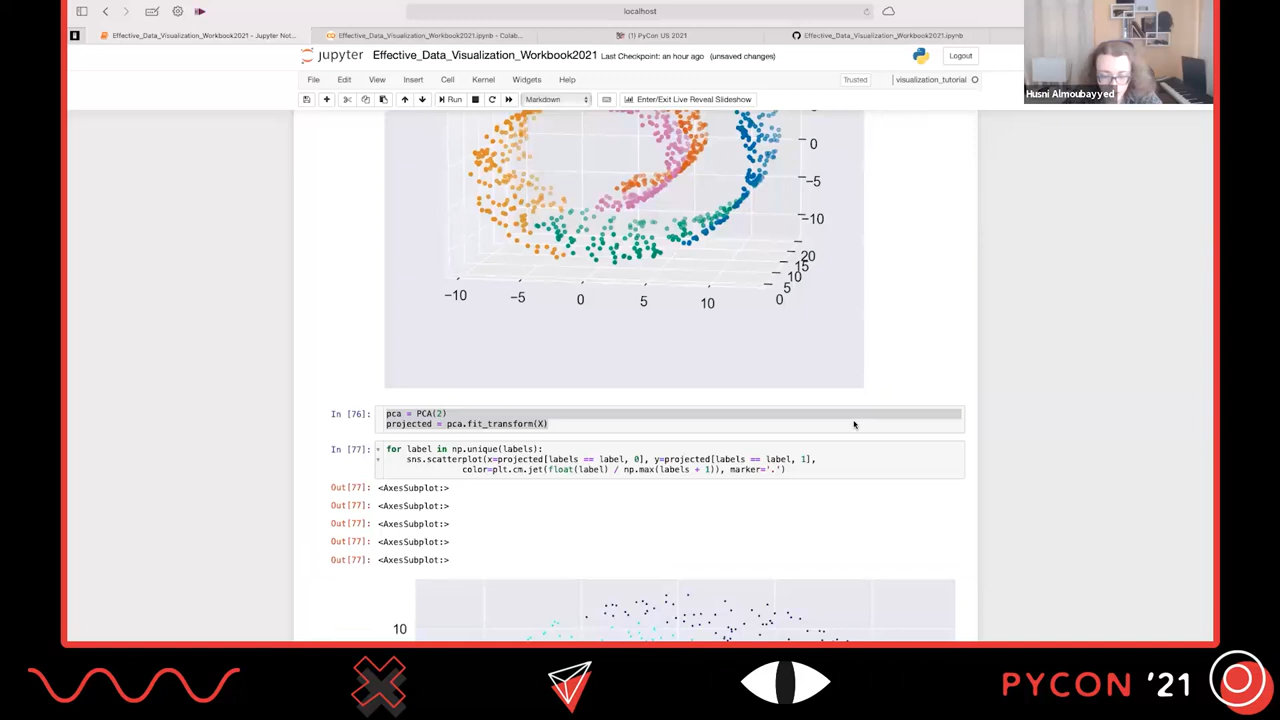 localhost
Effective_Data_Visualization_Workbook2021 - Jupyter Not...
Effective_Data_Visualization_Workbook2021.ipynb - Colab...
(1) PyCon US 2021
Effective_Data_Visualization_Workbook2021.ipynb
jupyter Effective_Data_Visualization_Workbook2021 Last Checkpoint: an hour ago (unsaved changes)
Logout
File Edit View Insert Cell Kernel Widgets Help
Trusted visualization_tutorial
Run Markdown Enter/Exit Live Reveal Slideshow
Husni Almoubayyed
0
−5
−10
20
15
10
5
0
−10 −5 0 5 10
In [76]: pca = PCA(2)
projected = pca.fit_transform(X)
In [77]: for label in np.unique(labels):
sns.scatterplot(x=projected[labels == label, 0], y=projected[labels == label, 1],
color=plt.cm.jet(float(label) / np.max(labels + 1)), marker='.')
Out[77]: <AxesSubplot:>
Out[77]: <AxesSubplot:>
Out[77]: <AxesSubplot:>
Out[77]: <AxesSubplot:>
Out[77]: <AxesSubplot:>
10
PYCON '21